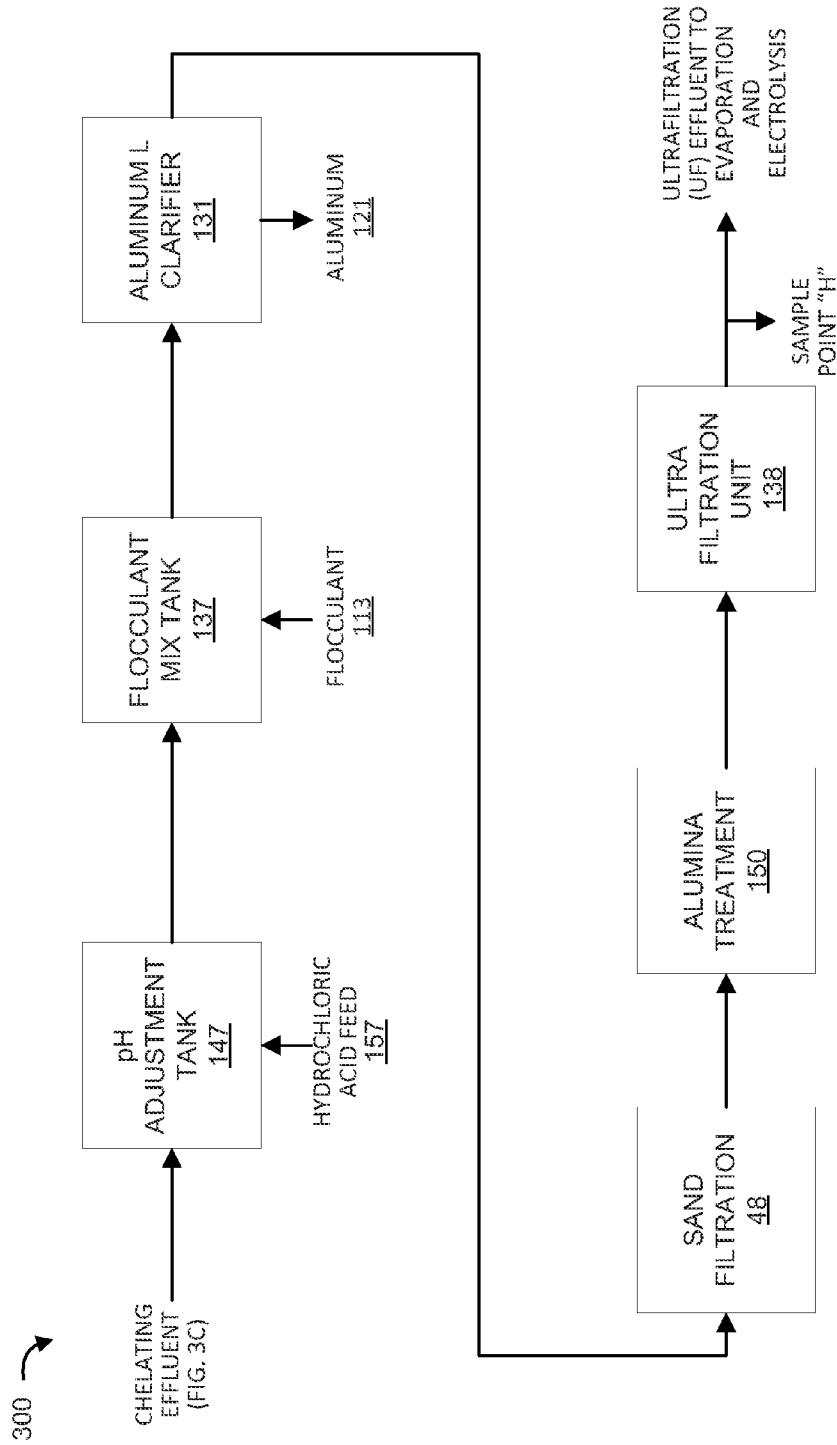 300
CHELATING
EFFLUENT
(FIG. 3C)
pH
ADJUSTMENT
TANK
147
HYDROCHLORIC
ACID FEED
157
FLOCCULANT
MIX TANK
137
FLOCCULANT
113
ALUMINUM L
CLARIFIER
131
ALUMINUM
121
SAND
FILTRATION
48
ALUMINA
TREATMENT
150
ULTRA
FILTRATION
UNIT
138
SAMPLE
POINT "H"
ULTRAFILTRATION
(UF) EFFLUENT TO
EVAPORATION
AND
ELECTROLYSIS